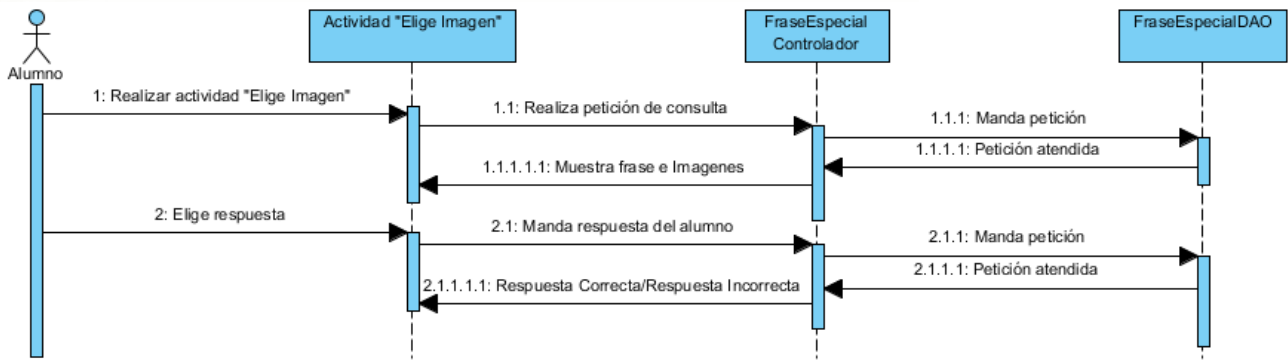 Actividad "Elige Imagen"
FraseEspecial
Controlador
FraseEspecialDAO
Alumno
1: Realizar actividad "Elige Imagen"
1.1: Realiza petición de consulta
1.1.1: Manda petición
1.1.1.1: Petición atendida
1.1.1.1.1: Muestra frase e Imagenes
2: Elige respuesta
2.1: Manda respuesta del alumno
2.1.1: Manda petición
2.1.1.1: Petición atendida
2.1.1.1.1: Respuesta Correcta/Respuesta Incorrecta